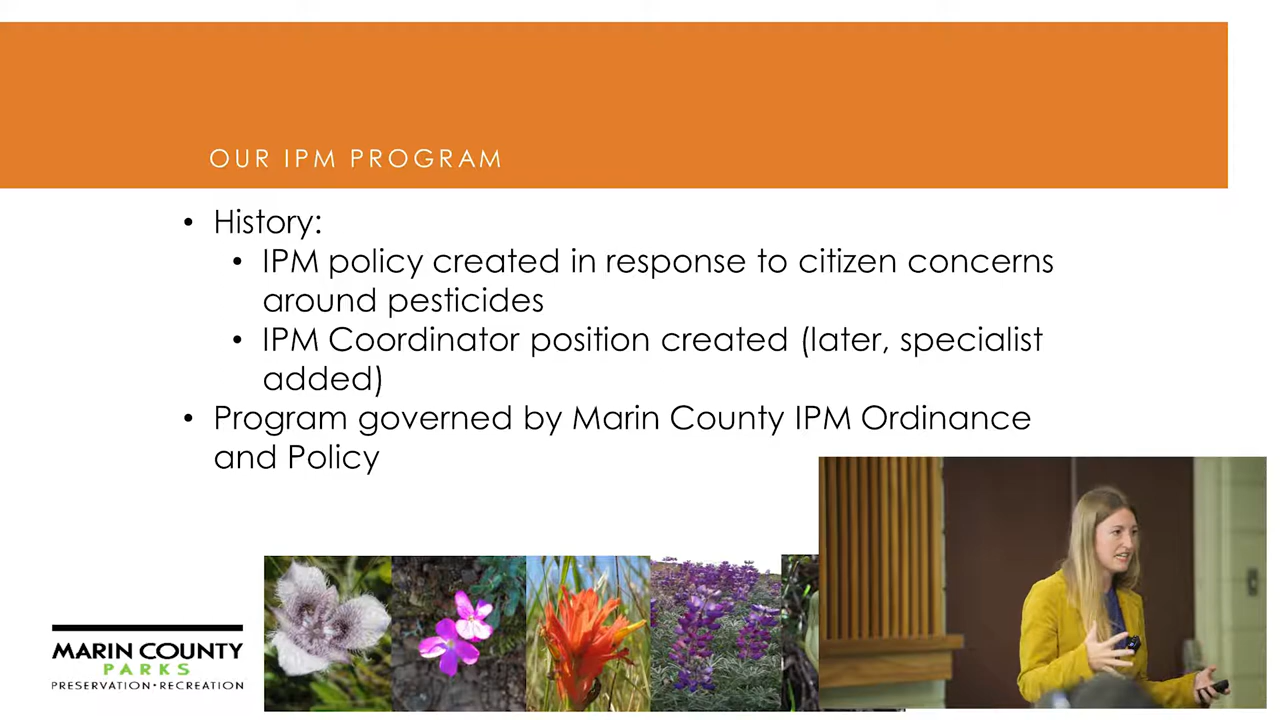 OUR IPM PROGRAM
• History:
• IPM policy created in response to citizen concerns
around pesticides
• IPM Coordinator position created (later, specialist
added)
• Program governed by Marin County IPM Ordinance
and Policy
MARIN COUNTY
PARKS
PRESERVATION•RECREATION